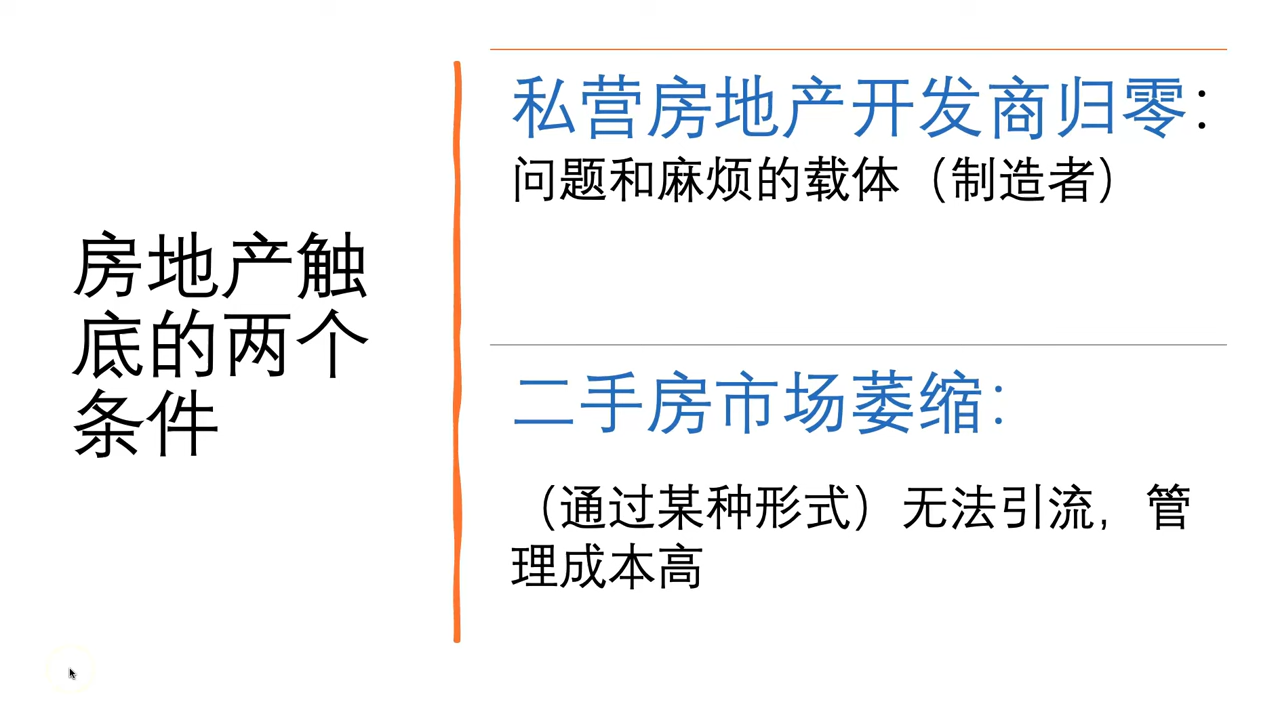 房地产触
底的两个
条件
私营房地产开发商归零：
问题和麻烦的载体（制造者）
二手房市场萎缩：
（通过某种形式）无法引流，管
理成本高